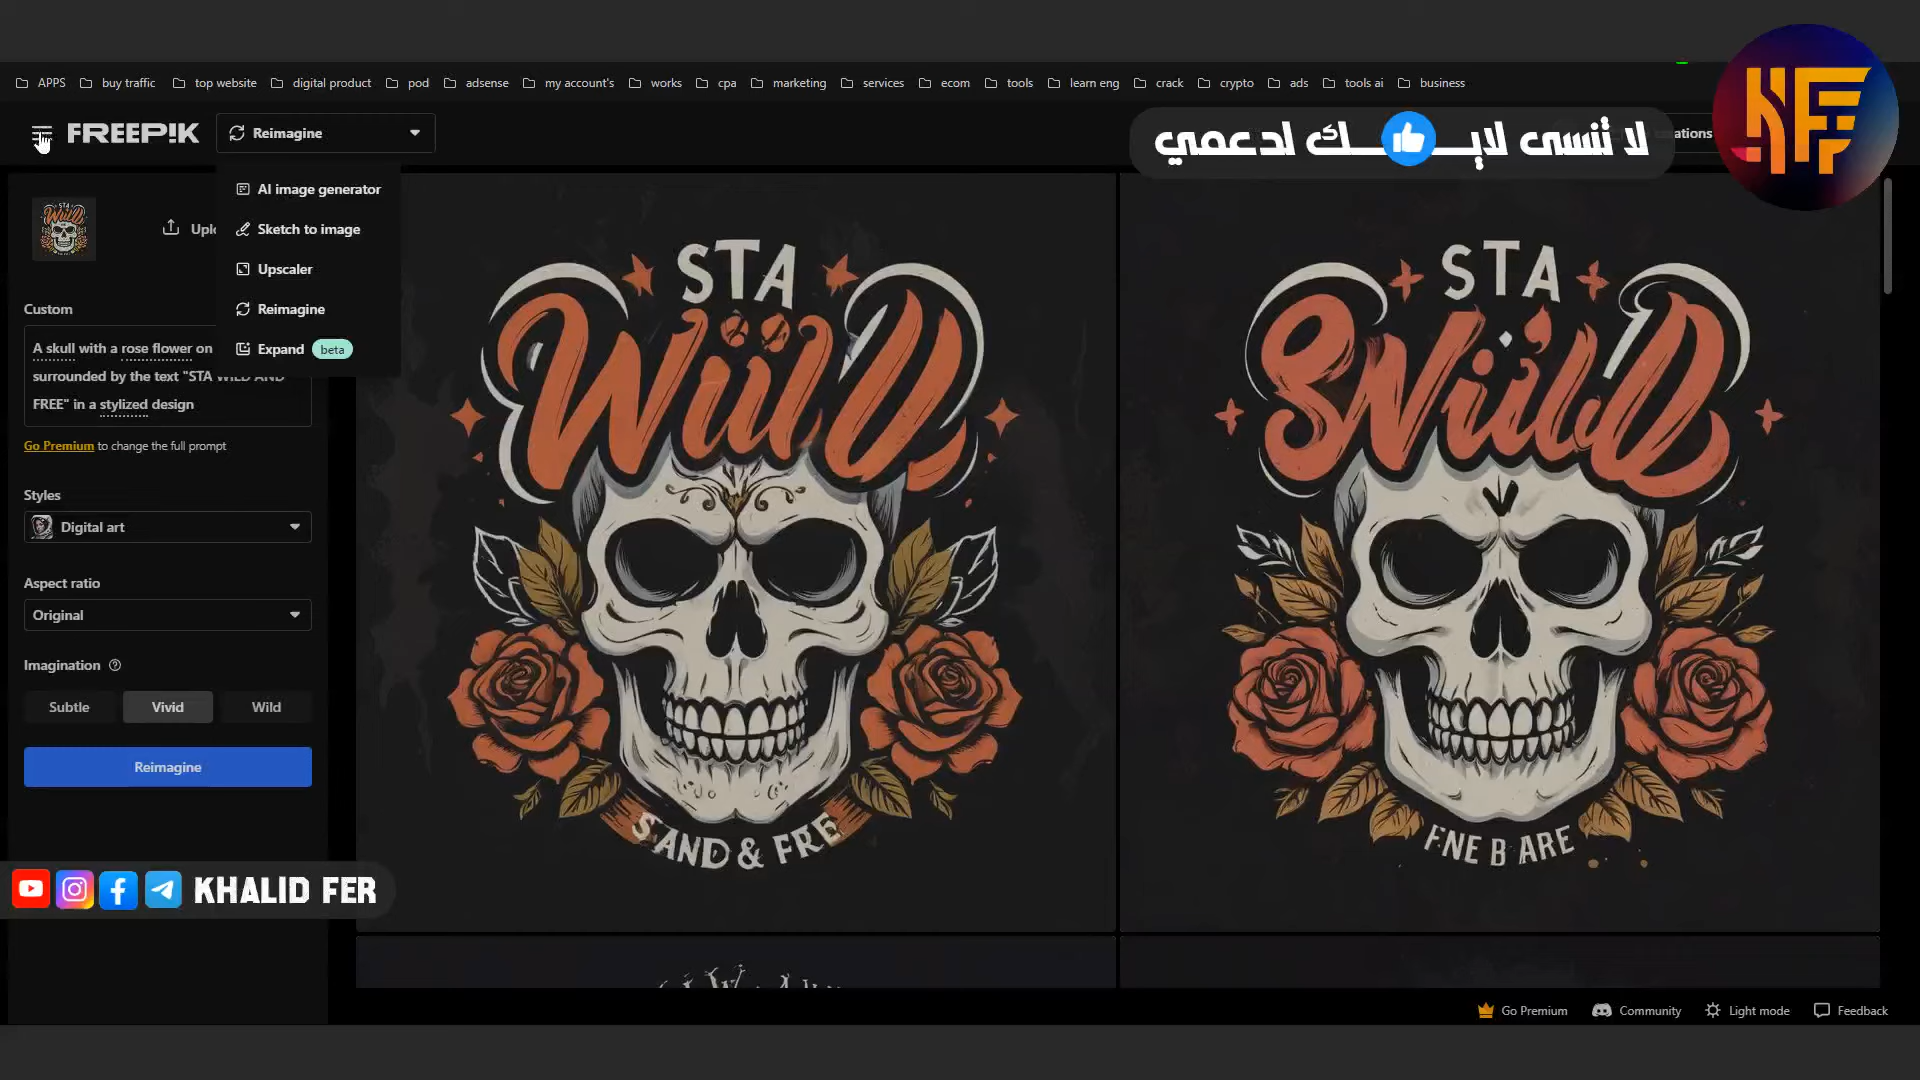 APPS buy traffic top website digital product pod adsense my account's works cpa marketing services ecom tools learn eng crack crypto ads tools ai business
FREEPIK Reimagine
لا تنسى لايـــك لدعمي
KF
AI image generator
Sketch to image
Upscaler
Reimagine
Expand beta
Custom
A skull with a rose flower on
surrounded by the text "STA WILD AND
FREE" in a stylized design
Go Premium to change the full prompt
Styles
Digital art
Aspect ratio
Original
Imagination
Subtle Vivid Wild
Reimagine
STA
Wiild
SAND & FRE
STA
SWiilD
FNE B ARE
KHALID FER
Go Premium Community Light mode Feedback